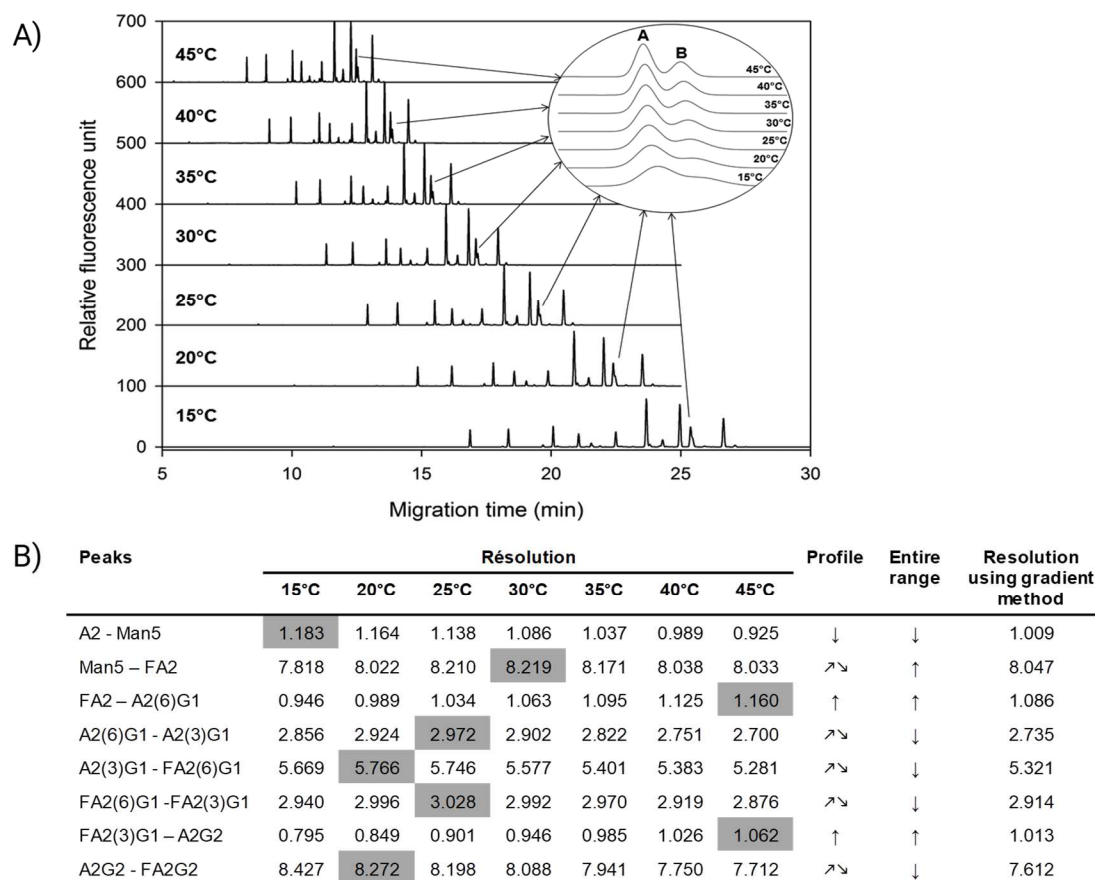 A)
700
600
500
400
300
200
100
0
Relative fluorescence unit
45°C
40°C
35°C
30°C
25°C
20°C
15°C
A
B
45°C
40°C
35°C
30°C
25°C
20°C
15°C
5 10 15 20 25 30
Migration time (min)
B)
Peaks Résolution Profile Entire range Resolution using gradient method
15°C 20°C 25°C 30°C 35°C 40°C 45°C
A2 - Man5 1.183 1.164 1.138 1.086 1.037 0.989 0.925 ↓ ↓ 1.009
Man5 – FA2 7.818 8.022 8.210 8.219 8.171 8.038 8.033 ↗↘ ↑ 8.047
FA2 – A2(6)G1 0.946 0.989 1.034 1.063 1.095 1.125 1.160 ↑ ↑ 1.086
A2(6)G1 - A2(3)G1 2.856 2.924 2.972 2.902 2.822 2.751 2.700 ↗↘ ↓ 2.735
A2(3)G1 - FA2(6)G1 5.669 5.766 5.746 5.577 5.401 5.383 5.281 ↗↘ ↓ 5.321
FA2(6)G1 -FA2(3)G1 2.940 2.996 3.028 2.992 2.970 2.919 2.876 ↗↘ ↓ 2.914
FA2(3)G1 – A2G2 0.795 0.849 0.901 0.946 0.985 1.026 1.062 ↑ ↑ 1.013
A2G2 - FA2G2 8.427 8.272 8.198 8.088 7.941 7.750 7.712 ↗↘ ↓ 7.612